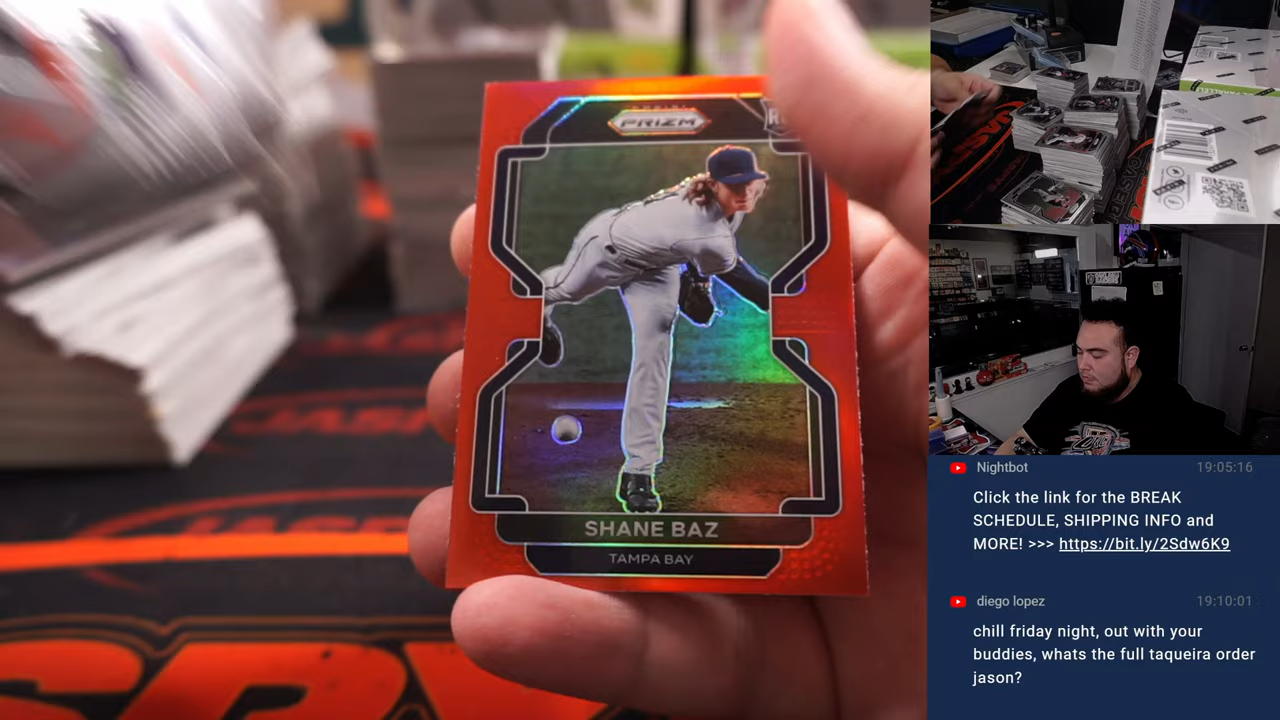 PANINI
PRIZM
SHANE BAZ
TAMPA BAY
Nightbot 19:05:16
Click the link for the BREAK
SCHEDULE, SHIPPING INFO and
MORE! >>> https://bit.ly/2Sdw6K9
diego lopez 19:10:01
chill friday night, out with your
buddies, whats the full taqueira order
jason?